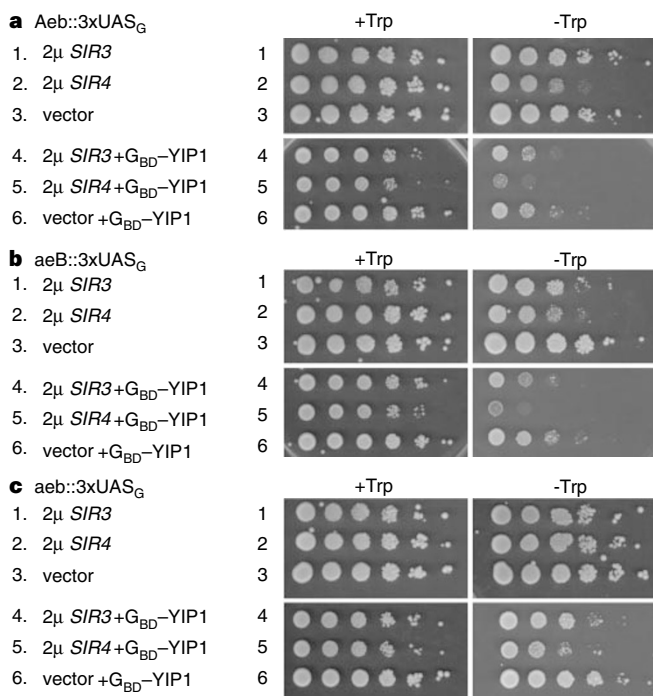 a Aeb::3xUASG +Trp -Trp
1. 2μ SIR3 1
2. 2μ SIR4 2
3. vector 3
4. 2μ SIR3+GBD–YIP1 4
5. 2μ SIR4+GBD–YIP1 5
6. vector +GBD–YIP1 6
b aeB::3xUASG +Trp -Trp
1. 2μ SIR3 1
2. 2μ SIR4 2
3. vector 3
4. 2μ SIR3+GBD–YIP1 4
5. 2μ SIR4+GBD–YIP1 5
6. vector +GBD–YIP1 6
c aeb::3xUASG +Trp -Trp
1. 2μ SIR3 1
2. 2μ SIR4 2
3. vector 3
4. 2μ SIR3+GBD–YIP1 4
5. 2μ SIR4+GBD–YIP1 5
6. vector +GBD–YIP1 6